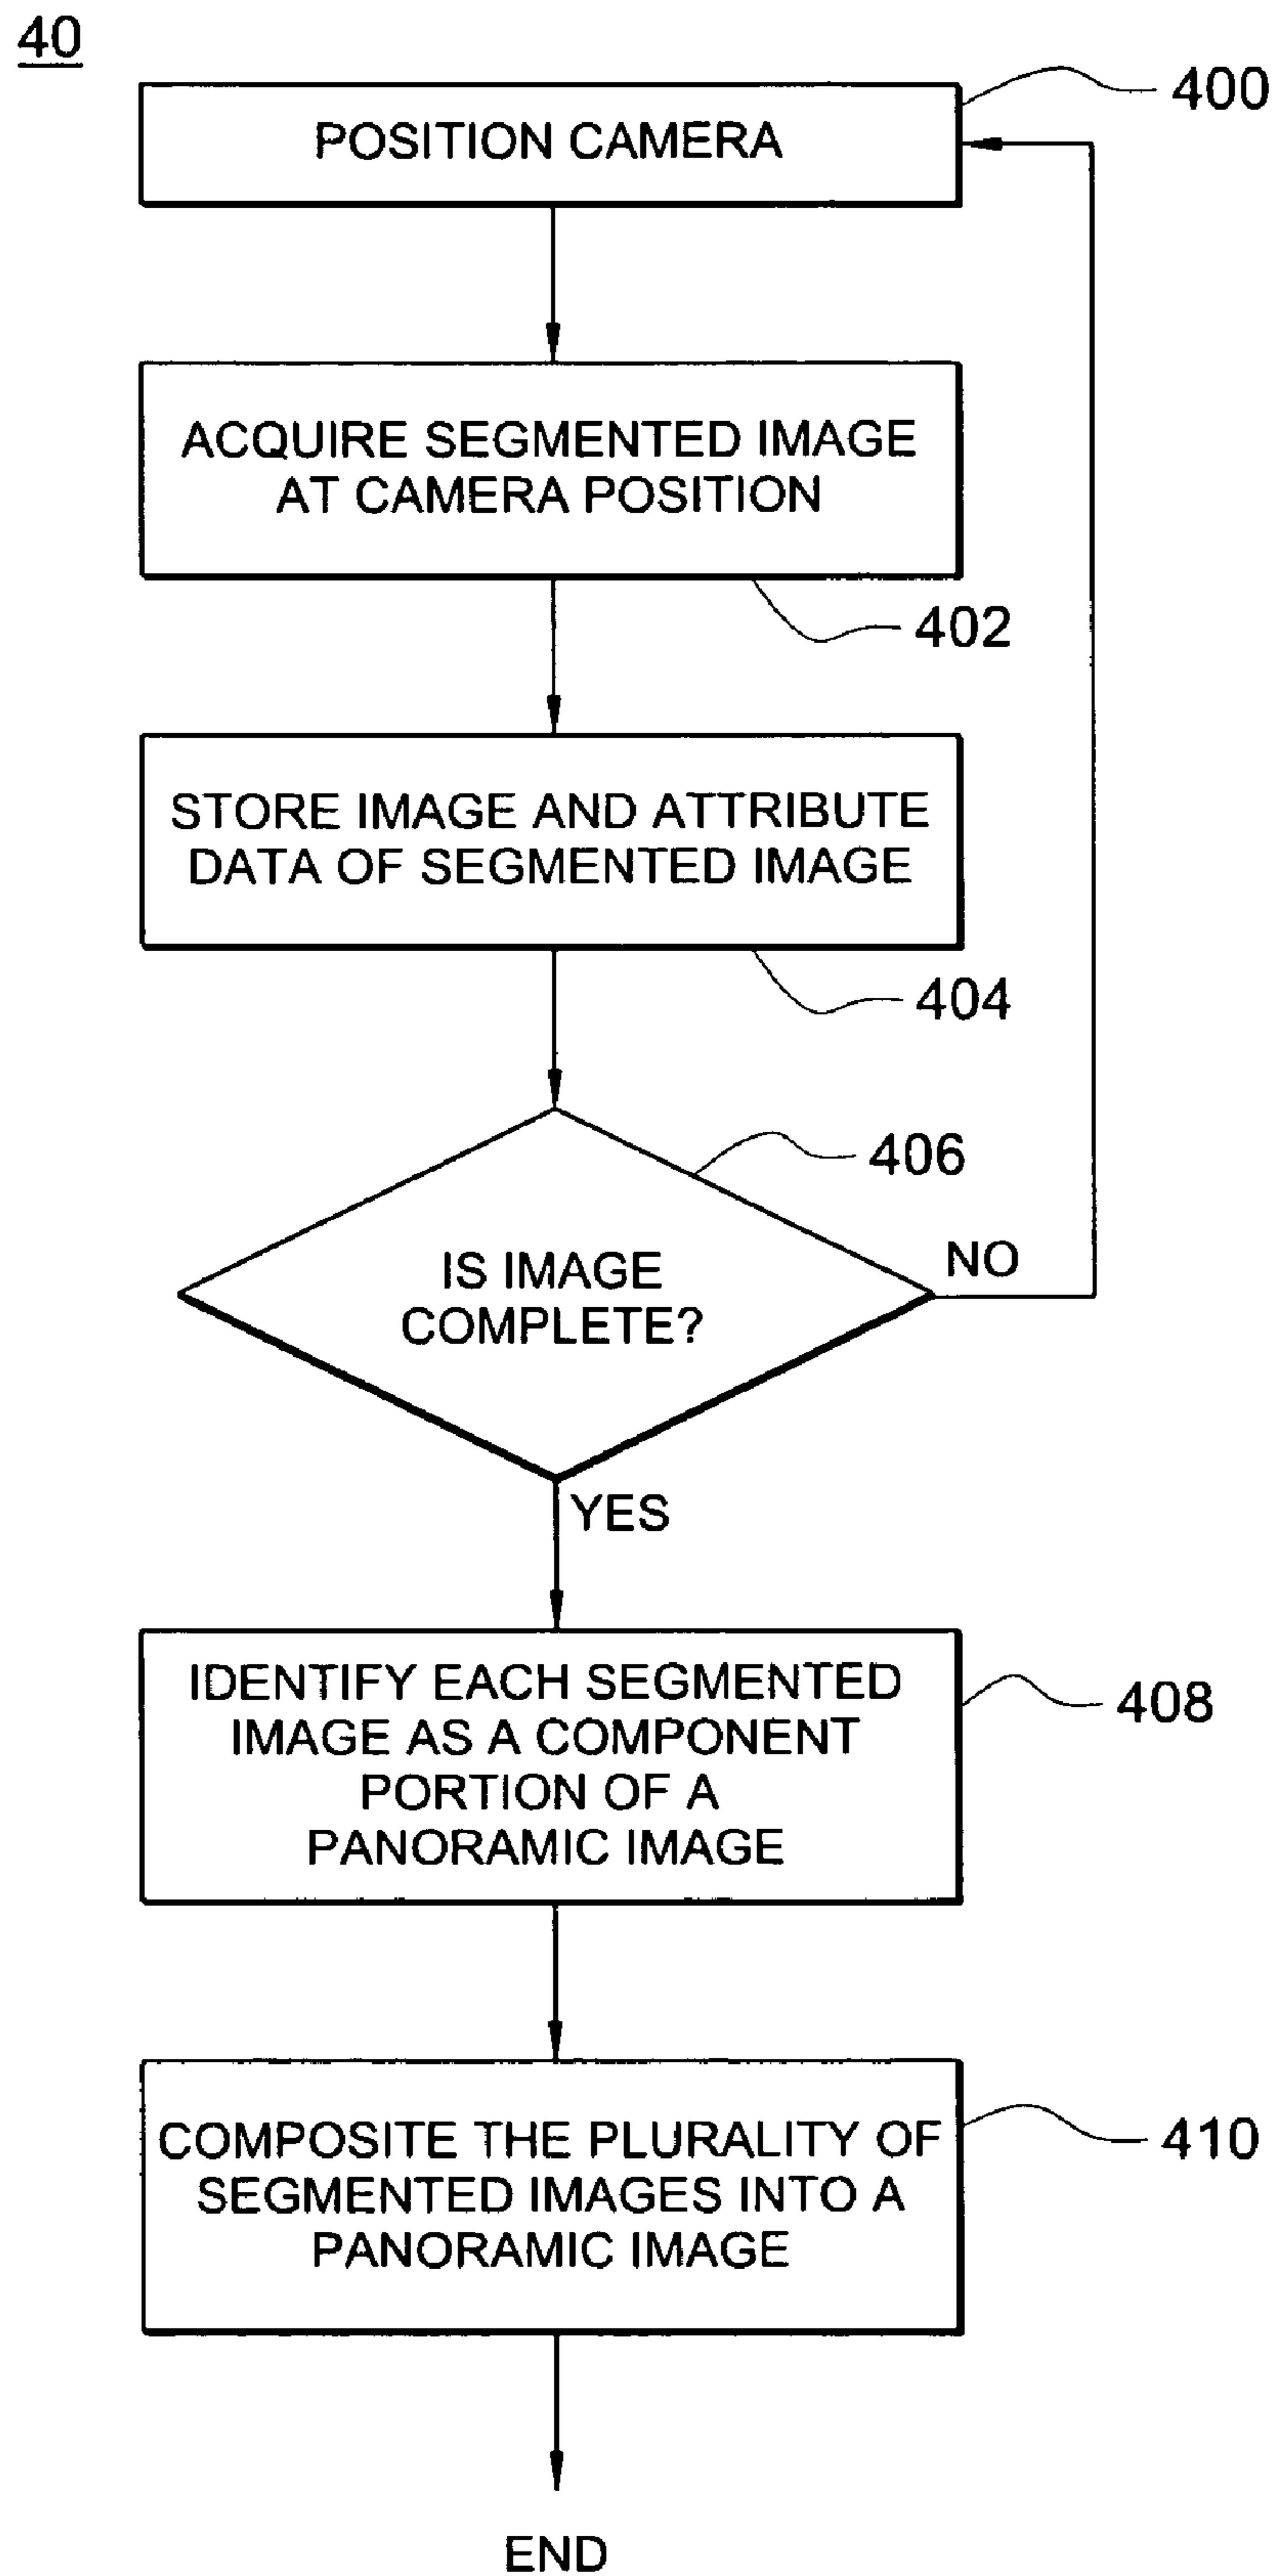 40
400
POSITION CAMERA
ACQUIRE SEGMENTED IMAGE
AT CAMERA POSITION
402
STORE IMAGE AND ATTRIBUTE
DATA OF SEGMENTED IMAGE
404
406
IS IMAGE
COMPLETE?
NO
YES
IDENTIFY EACH SEGMENTED
IMAGE AS A COMPONENT
PORTION OF A
PANORAMIC IMAGE
408
COMPOSITE THE PLURALITY OF
SEGMENTED IMAGES INTO A
PANORAMIC IMAGE
410
END